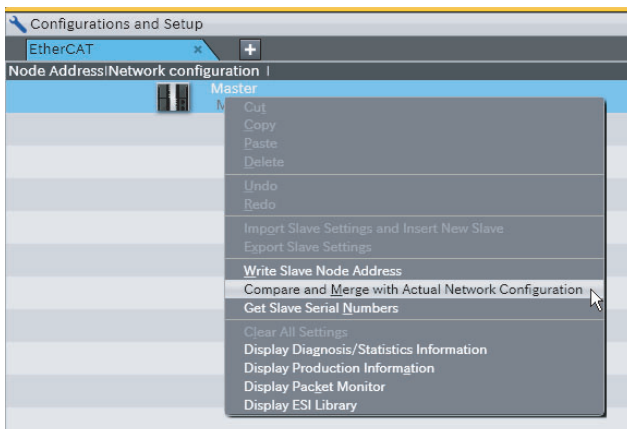 Configurations and Setup
EtherCAT
Node Address|Network configuration |
Master
M
Cut
Copy
Paste
Delete
Undo
Redo
Import Slave Settings and Insert New Slave
Export Slave Settings
Write Slave Node Address
Compare and Merge with Actual Network Configuration
Get Slave Serial Numbers
Clear All Settings
Display Diagnosis/Statistics Information
Display Production Information
Display Packet Monitor
Display ESI Library